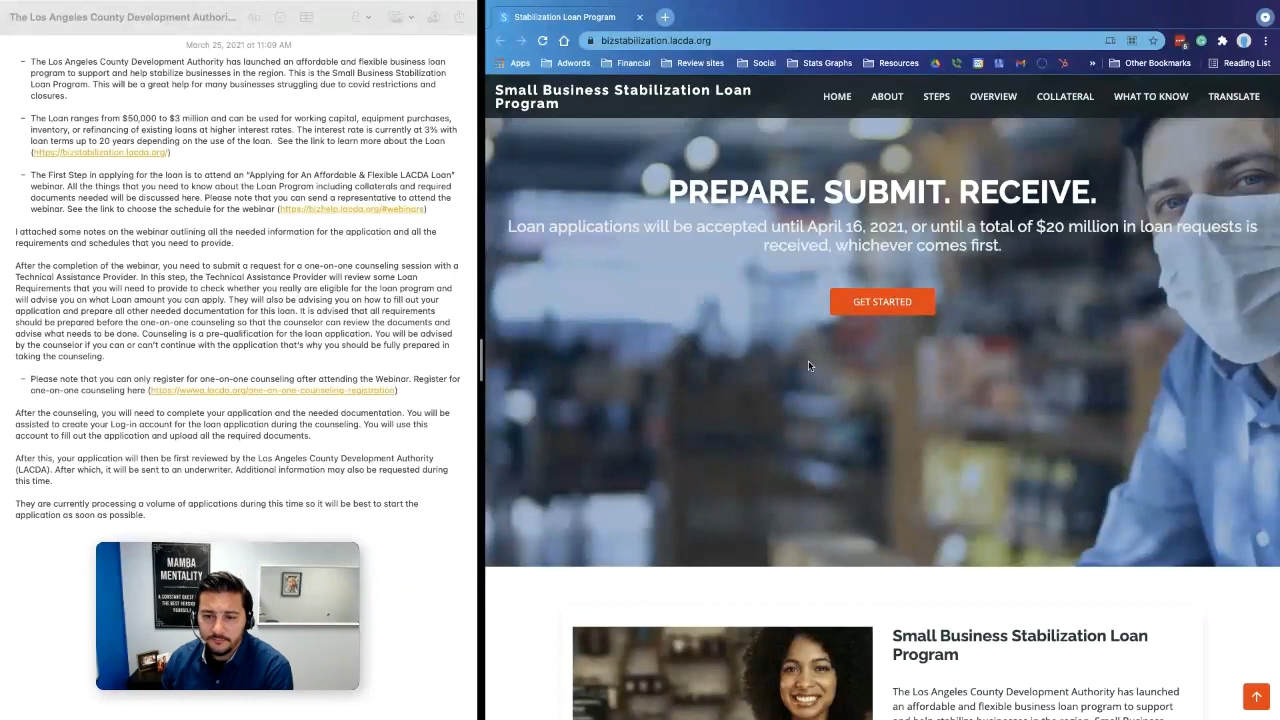 The Los Angeles County Development Authori...
March 25, 2021 at 11:09 AM
– The Los Angeles County Development Authority has launched an affordable and flexible business loan
program to support and help stabilize businesses in the region. This is the Small Business Stabilization
Loan Program. This will be a great help for many businesses struggling due to covid restrictions and
closures.
– The Loan ranges from $50,000 to $3 million and can be used for working capital, equipment purchases,
inventory, or refinancing of existing loans at higher interest rates. The interest rate is currently at 3% with
loan terms up to 20 years depending on the use of the loan. See the link to learn more about the Loan
(https://bizstabilization.lacda.org/)
– The First Step in applying for the loan is to attend an "Applying for An Affordable & Flexible LACDA Loan"
webinar. All the things that you need to know about the Loan Program including collaterals and required
documents needed will be discussed here. Please note that you can send a representative to attend the
webinar. See the link to choose the schedule for the webinar (https://bizhelp.lacda.org/#webinars)
I attached some notes on the webinar outlining all the needed information for the application and all the
requirements and schedules that you need to provide.
After the completion of the webinar, you need to submit a request for a one-on-one counseling session with a
Technical Assistance Provider. In this step, the Technical Assistance Provider will review some Loan
Requirements that you will need to provide to check whether you really are eligible for the loan program and
will advise you on what Loan amount you can apply. They will also be advising you on how to fill out your
application and prepare all other needed documentation for this loan. It is advised that all requirements
should be prepared before the one-on-one counseling so that the counselor can review the documents and
advise what needs to be done. Counseling is a pre-qualification for the loan application. You will be advised
by the counselor if you can or can't continue with the application that's why you should be fully prepared in
taking the counseling.
– Please note that you can only register for one-on-one counseling after attending the Webinar. Register for
one-on-one counseling here (https://wwwa.lacda.org/one-on-one-counseling-registration)
After the counseling, you will need to complete your application and the needed documentation. You will be
assisted to create your Log-in account for the loan application during the counseling. You will use this
account to fill out the application and upload all the required documents.
After this, your application will then be first reviewed by the Los Angeles County Development Authority
(LACDA). After which, it will be sent to an underwriter. Additional information may also be requested during
this time.
They are currently processing a volume of applications during this time so it will be best to start the
application as soon as possible.
MAMBA
MENTALITY
A CONSTANT QUEST
THE BEST VERSION
YOURSELF
Stabilization Loan Program
bizstabilization.lacda.org
Apps Adwords Financial Review sites Social Stats Graphs Resources » Other Bookmarks Reading List
Small Business Stabilization Loan
Program
HOME ABOUT STEPS OVERVIEW COLLATERAL WHAT TO KNOW TRANSLATE
PREPARE. SUBMIT. RECEIVE.
Loan applications will be accepted until April 16, 2021, or until a total of $20 million in loan requests is
received, whichever comes first.
GET STARTED
Small Business Stabilization Loan
Program
The Los Angeles County Development Authority has launched
an affordable and flexible business loan program to support